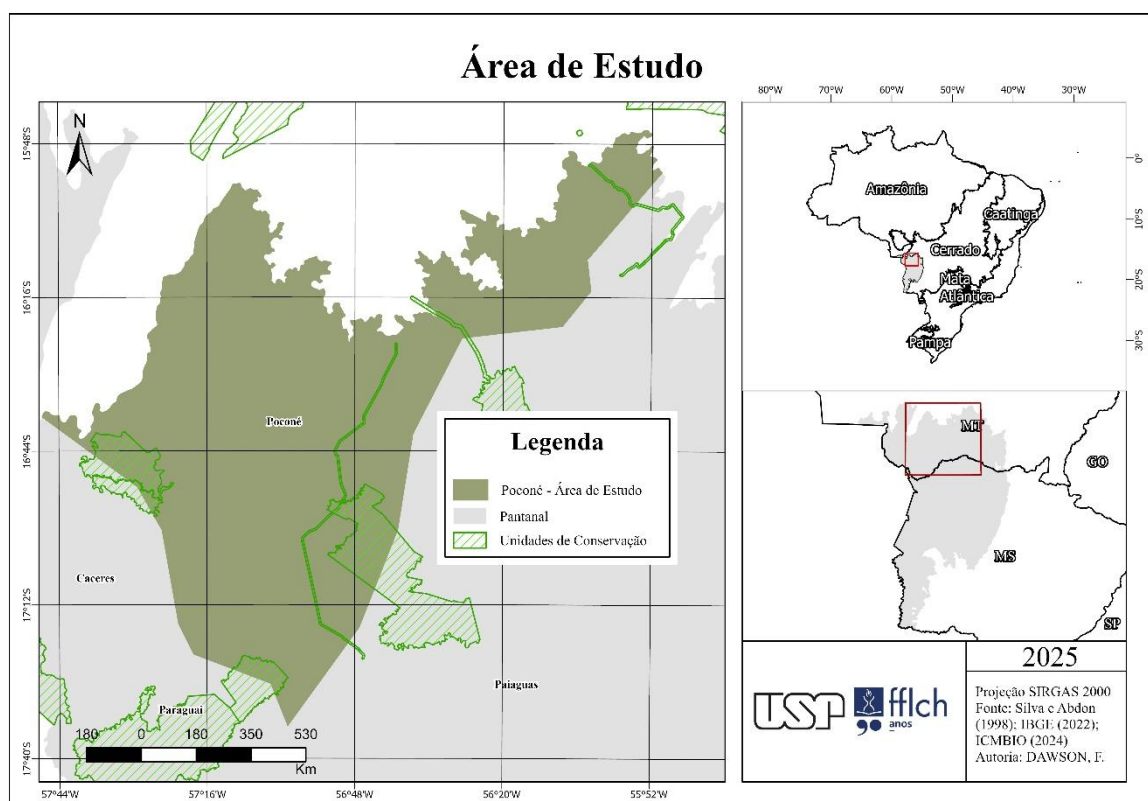 Área de Estudo
N
15°48'S
16°16'S
16°44'S
17°12'S
17°40'S
57°44'W
57°16'W
56°48'W
56°20'W
55°52'W
Poconé
Caceres
Paraguai
Paiaguas
180 0 180 350 530
Km
Legenda
Poconé - Área de Estudo
Pantanal
Unidades de Conservação
80°W 70°W 60°W 50°W 40°W 30°W
0°
10°S
20°S
30°S
Amazônia
Caatinga
Cerrado
Mata
Atlântica
Pampa
MT
GO
MS
SP
USP
fflch
90 anos
2025
Projeção SIRGAS 2000
Fonte: Silva e Abdon
(1998); IBGE (2022);
ICMBIO (2024)
Autoria: DAWSON, F.